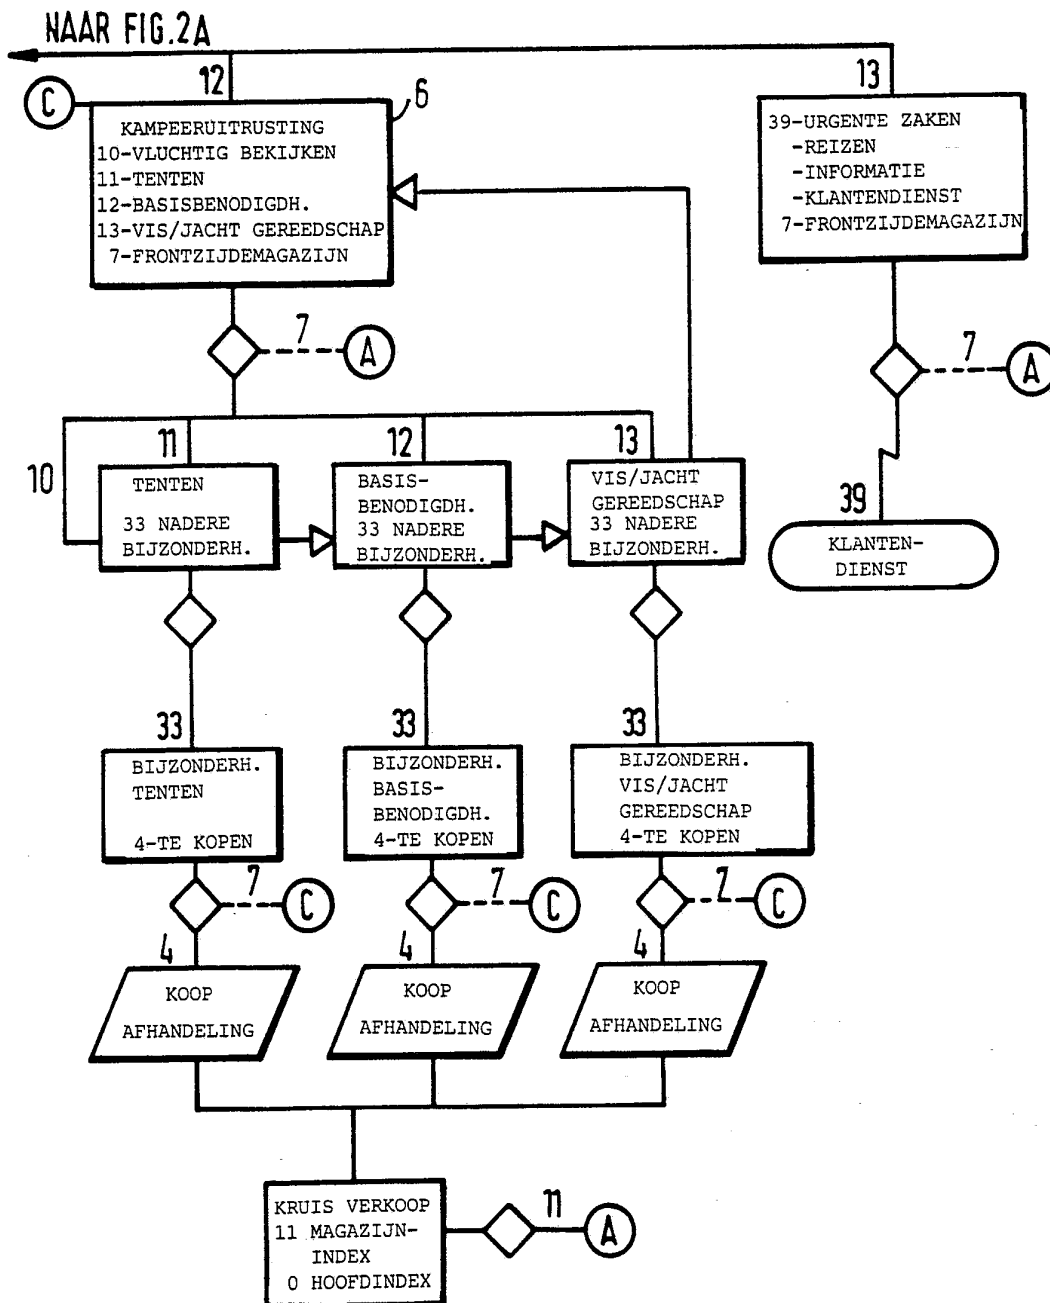 NAAR FIG.2A
12
13
C
6
KAMPEERUITRUSTING
10-VLUCHTIG BEKIJKEN
11-TENTEN
12-BASISBENODIGDH.
13-VIS/JACHT GEREEDSCHAP
7-FRONTZIJDEMAGAZIJN
39-URGENTE ZAKEN
-REIZEN
-INFORMATIE
-KLANTENDIENST
7-FRONTZIJDEMAGAZIJN
7
A
7
A
10
11
12
13
TENTEN
33 NADERE
BIJZONDERH.
BASIS-
BENODIGDH.
33 NADERE
BIJZONDERH.
VIS/JACHT
GEREEDSCHAP
33 NADERE
BIJZONDERH.
39
KLANTEN-
DIENST
33
33
33
BIJZONDERH.
TENTEN
4-TE KOPEN
BIJZONDERH.
BASIS-
BENODIGDH.
4-TE KOPEN
BIJZONDERH.
VIS/JACHT
GEREEDSCHAP
4-TE KOPEN
7
C
7
C
7
C
4
4
4
KOOP
AFHANDELING
KOOP
AFHANDELING
KOOP
AFHANDELING
KRUIS VERKOOP
11 MAGAZIJN-
INDEX
0 HOOFDINDEX
11
A